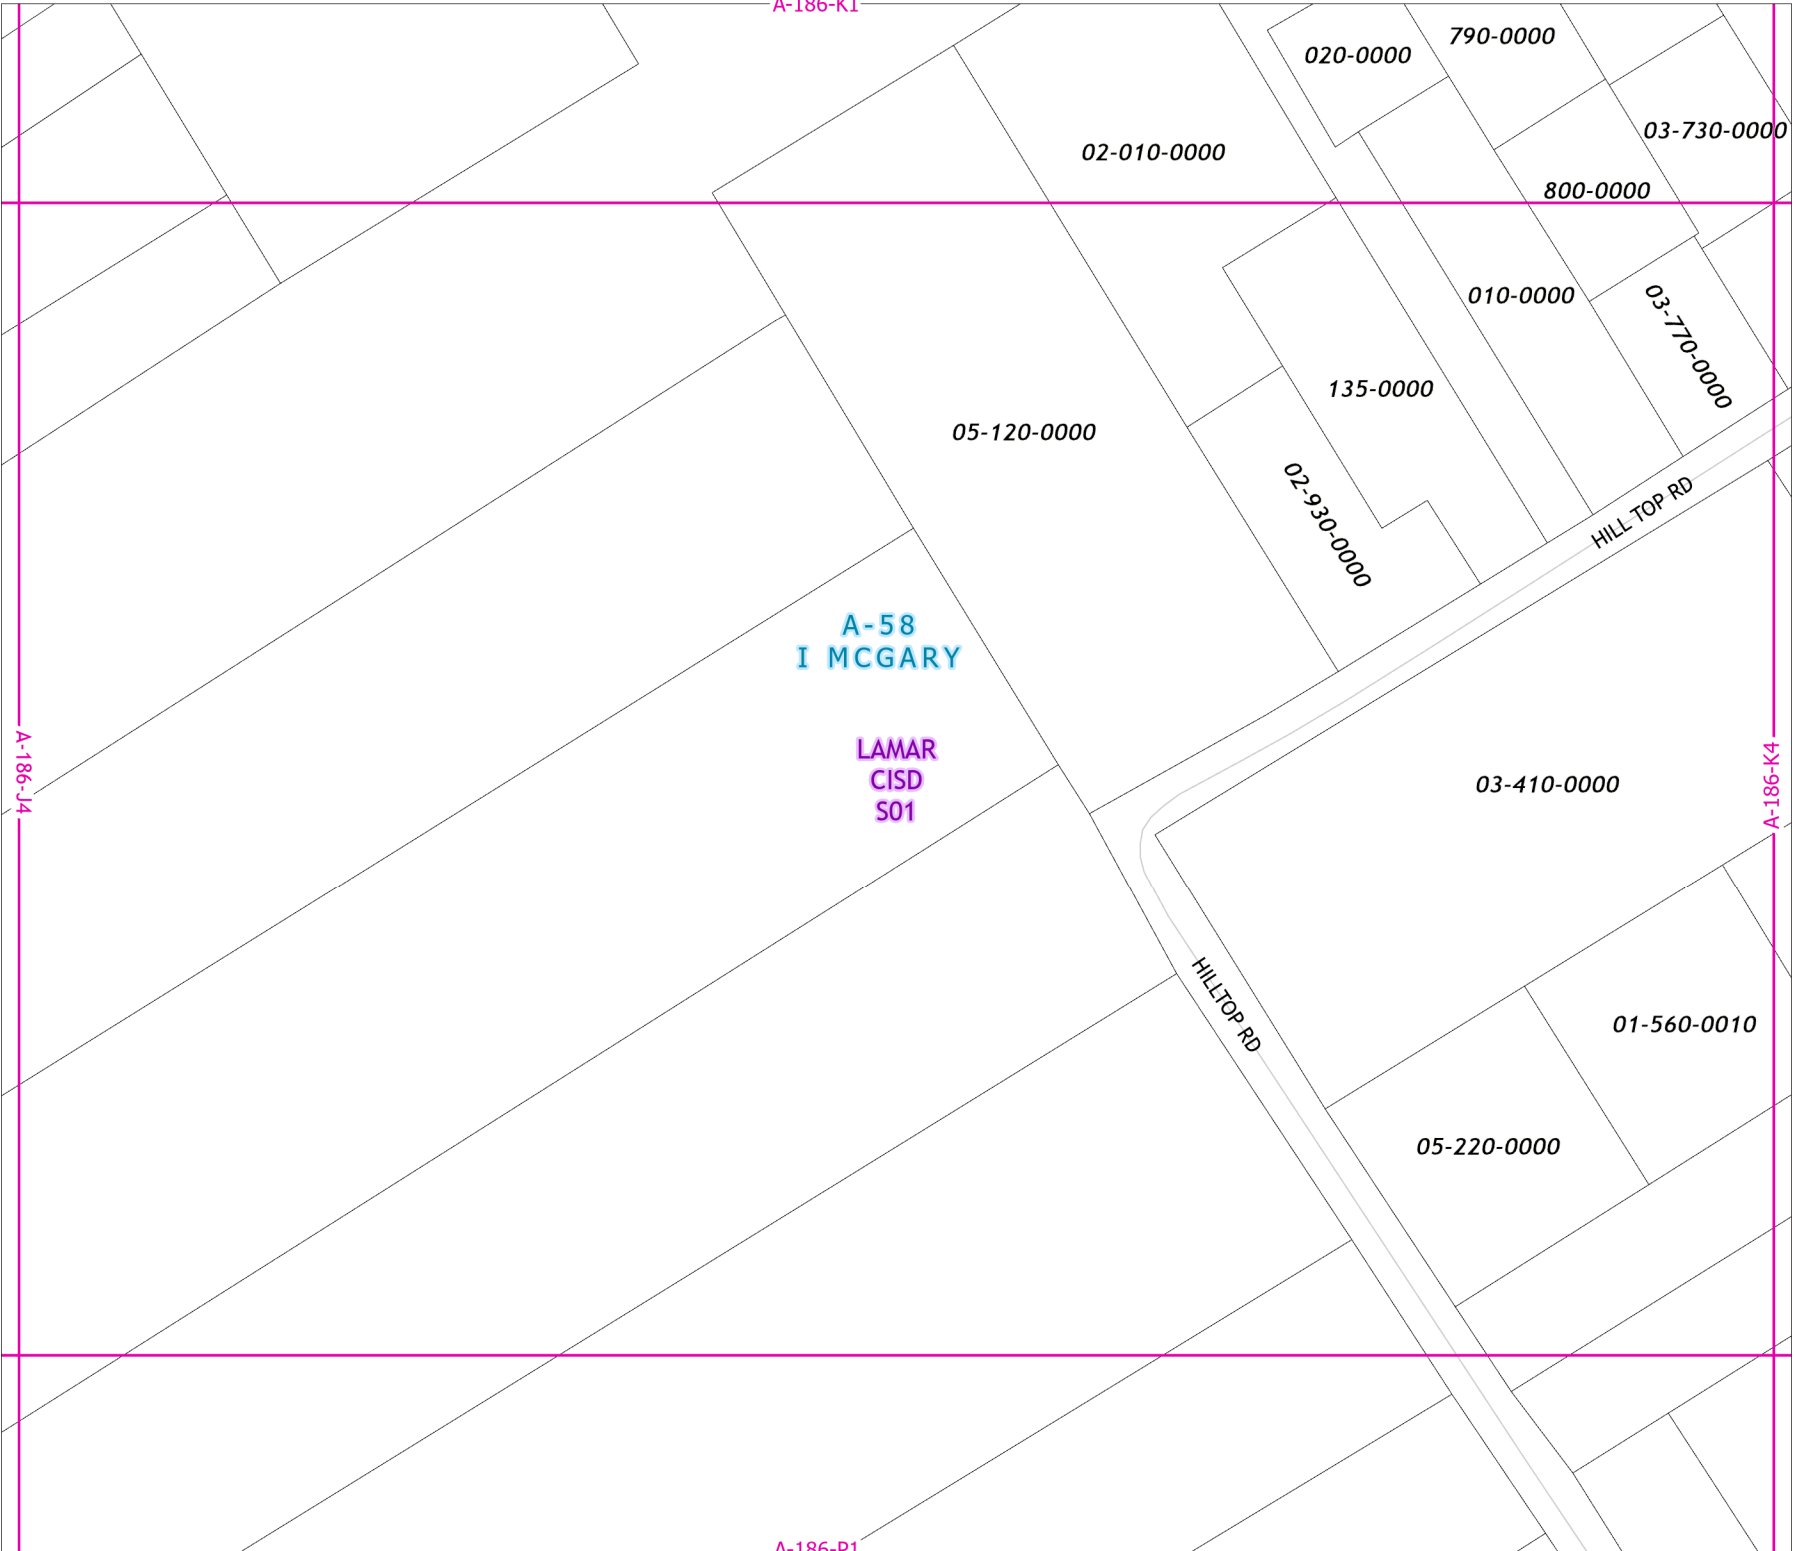 A-186-K1
790-0000
020-0000
03-730-0000
02-010-0000
800-0000
010-0000
03-770-0000
135-0000
05-120-0000
02-930-0000
HILL TOP RD
A-58
I MCGARY
LAMAR
CISD
S01
A-186-J4
A-186-K4
03-410-0000
HILLTOP RD
01-560-0010
05-220-0000
A-186-P1